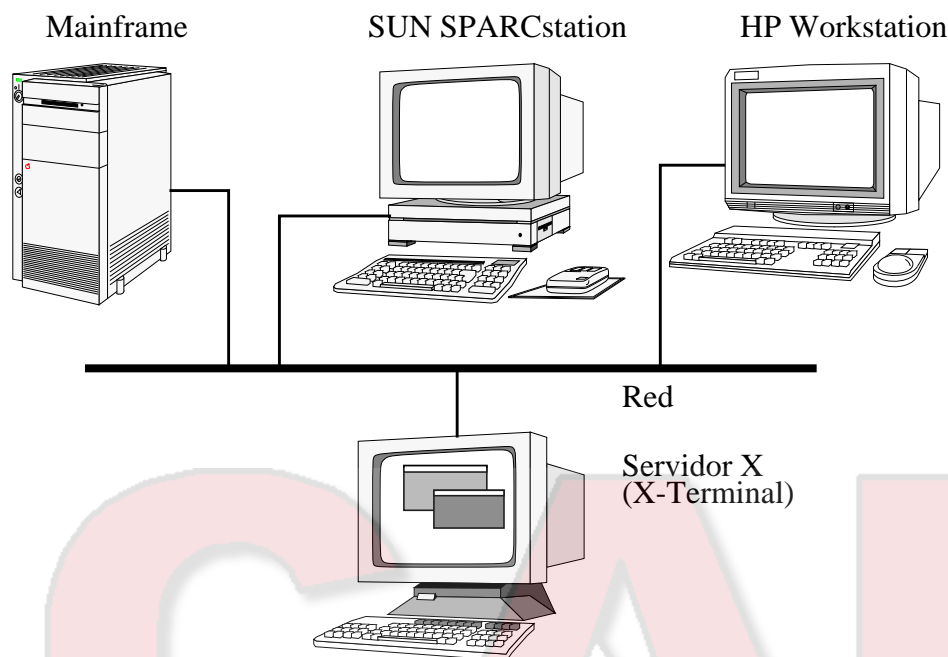 Mainframe
SUN SPARCstation
HP Workstation
Red
Servidor X
(X-Terminal)